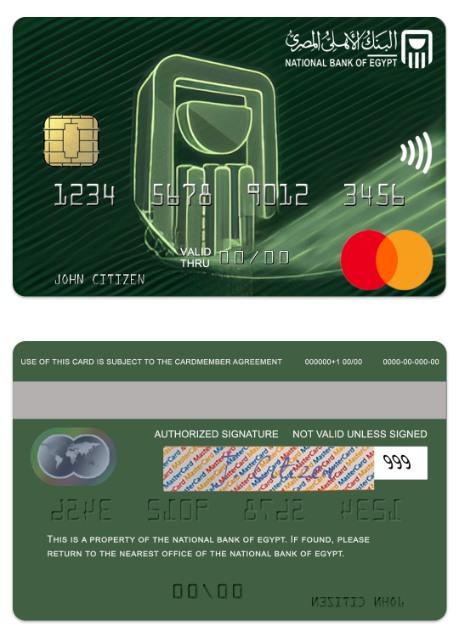 البنك الأهلي المصري
NATIONAL BANK OF EGYPT
1234 5678 9012 3456
VALID
THRU 00/00
JOHN CITIZEN
USE OF THIS CARD IS SUBJECT TO THE CARDMEMBER AGREEMENT 000000+1 00/00 0000-00-000-00
AUTHORIZED SIGNATURE NOT VALID UNLESS SIGNED
MasterCard MasterCard MasterCard
999
THIS IS A PROPERTY OF THE NATIONAL BANK OF EGYPT. IF FOUND, PLEASE
RETURN TO THE NEAREST OFFICE OF THE NATIONAL BANK OF EGYPT.
00\00